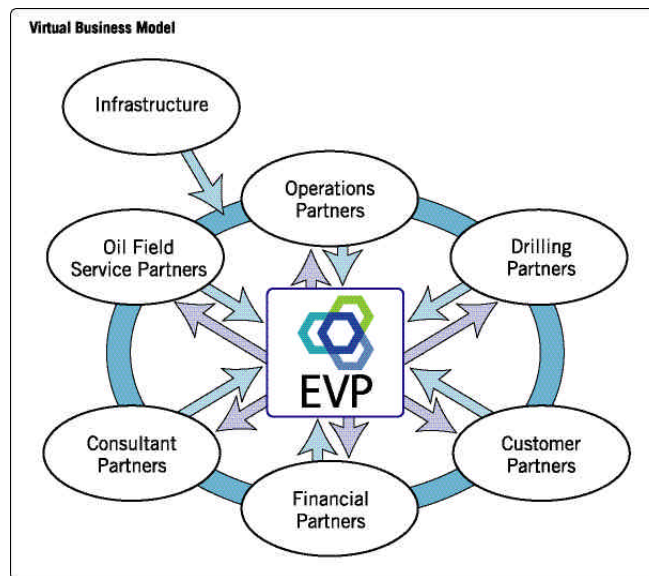 Virtual Business Model
Infrastructure
Operations
Partners
Oil Field
Service Partners
Drilling
Partners
EVP
Consultant
Partners
Customer
Partners
Financial
Partners